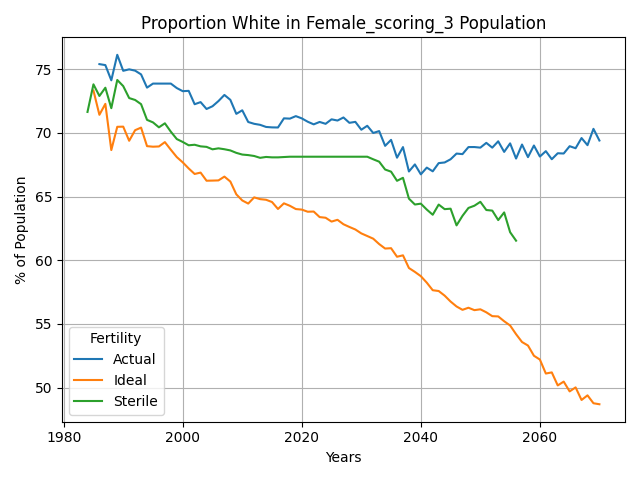 Proportion White in Female_scoring_3 Population
% of Population
75
70
65
60
55
50
Fertility
Actual
Ideal
Sterile
1980
2000
2020
2040
2060
Years